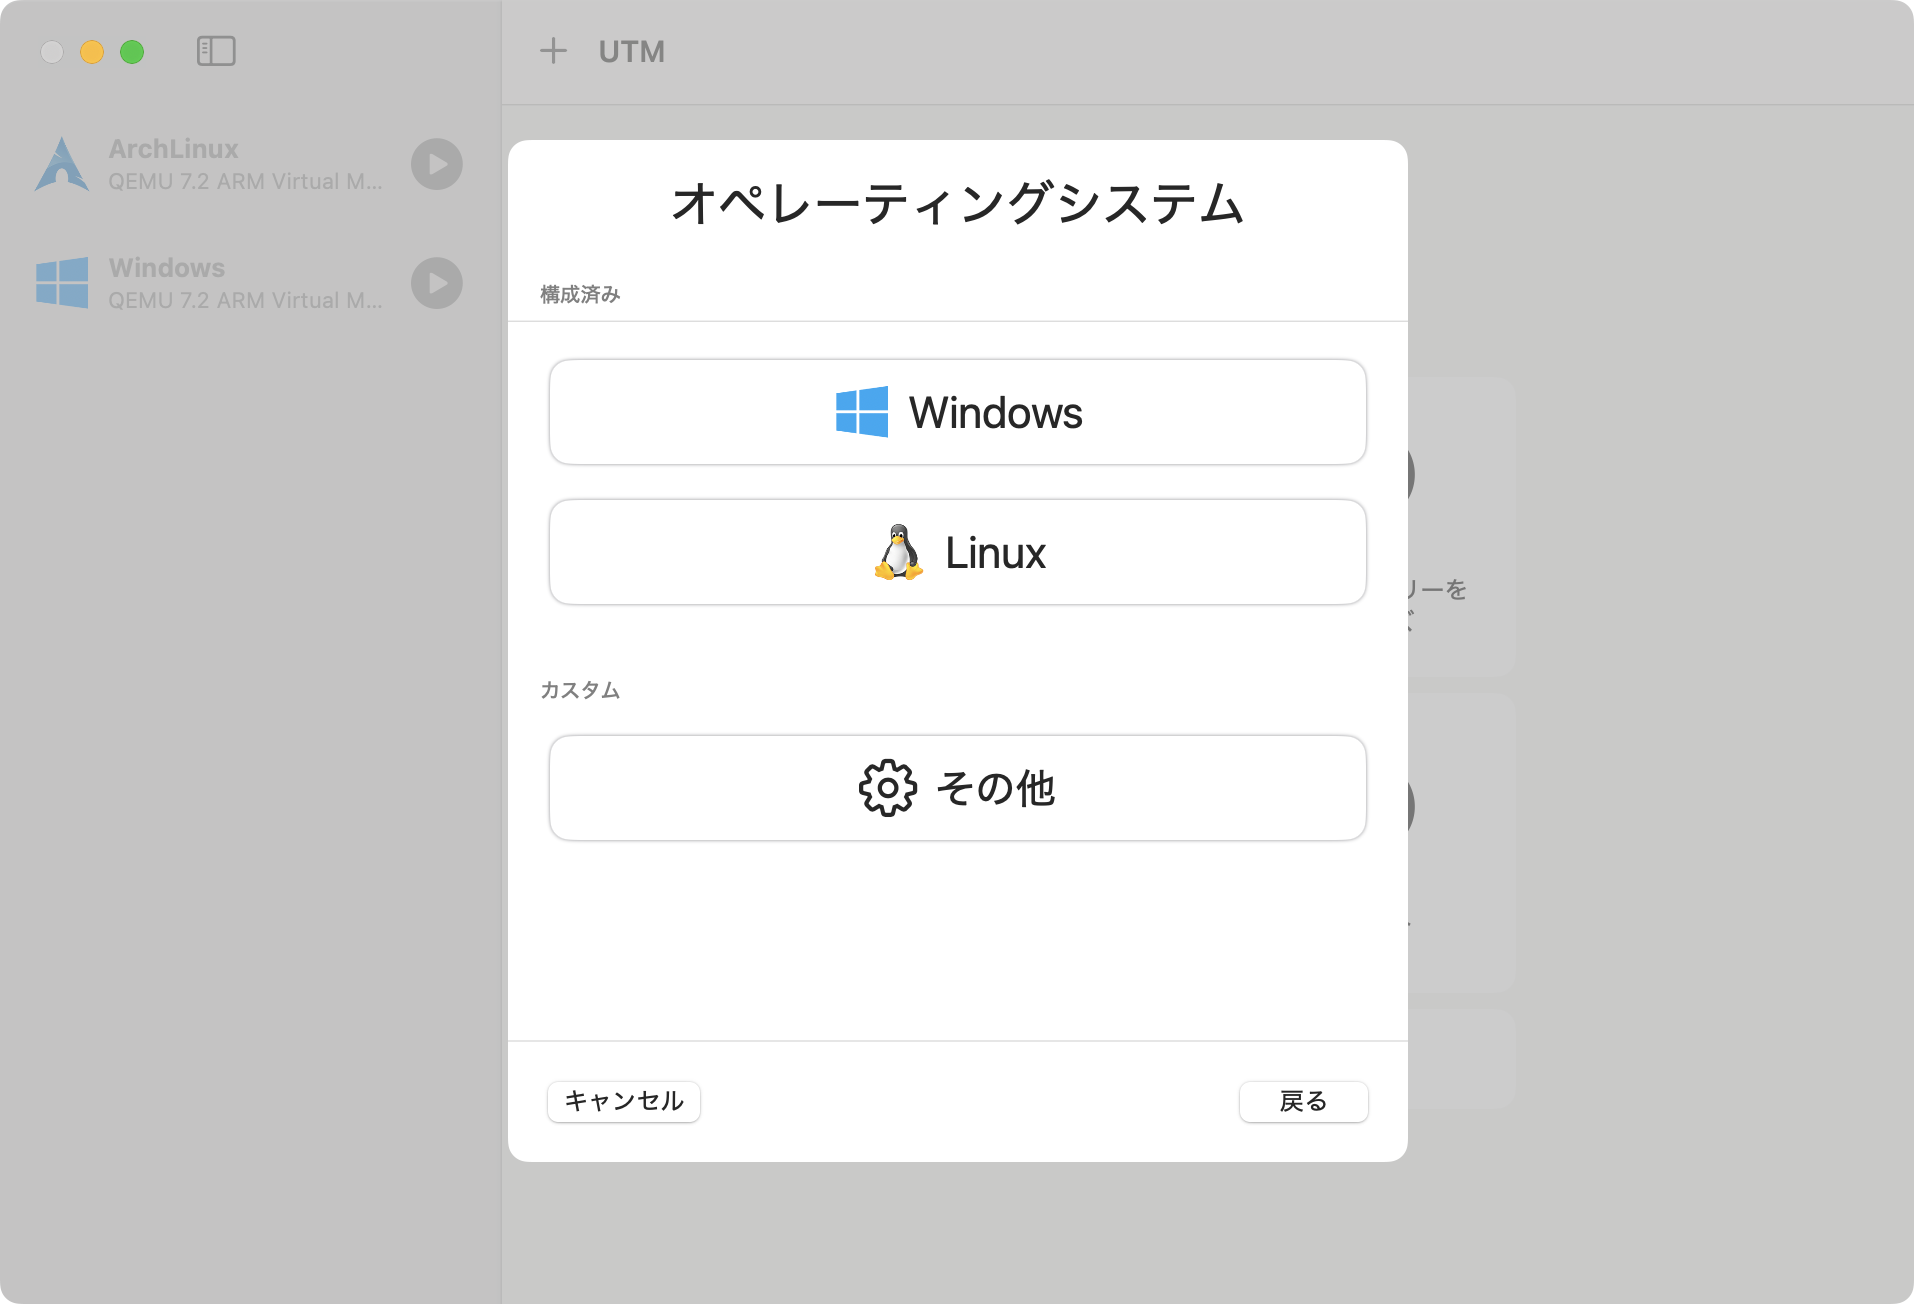 UTM
ArchLinux
QEMU 7.2 ARM Virtual M...
Windows
QEMU 7.2 ARM Virtual M...
オペレーティングシステム
構成済み
Windows
Linux
カスタム
その他
キャンセル
戻る
リーを